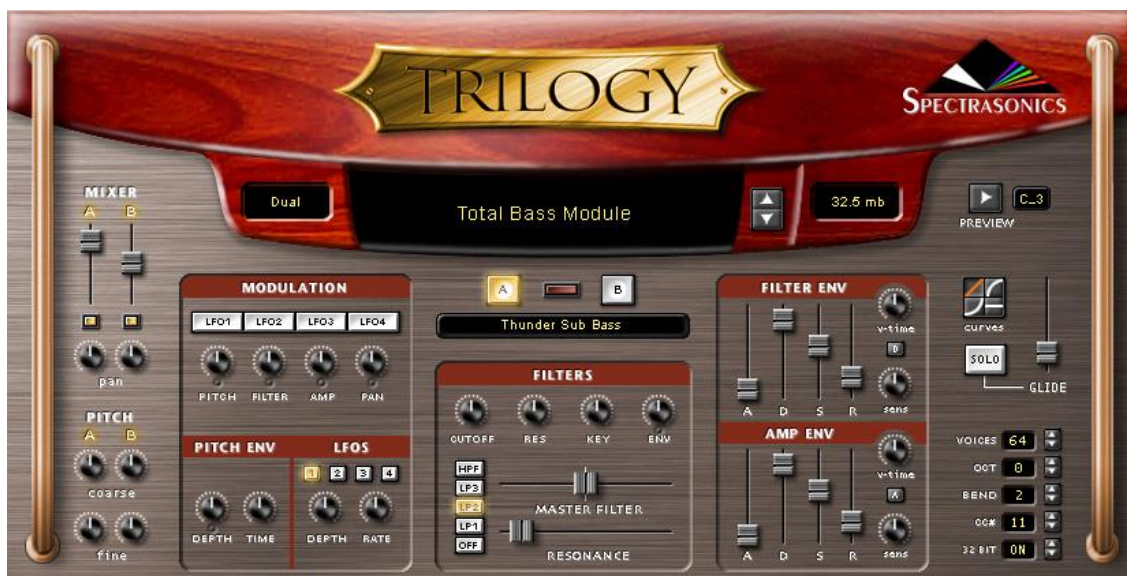 TRILOGY
SPECTRASONICS
Dual
Total Bass Module
32.5 mb
C_3
PREVIEW
MIXER
A B
pan
PITCH
A B
coarse
fine
MODULATION
LFO1 LFO2 LFO3 LFO4
PITCH FILTER AMP PAN
PITCH ENV
DEPTH TIME
LFOS
1 2 3 4
DEPTH RATE
A B
Thunder Sub Bass
FILTERS
CUTOFF RES KEY ENV
HPF
LP3
LP2
LP1
OFF
MASTER FILTER
RESONANCE
FILTER ENV
v-time
D
sens
A D S R
AMP ENV
v-time
A
sens
A D S R
curves
SOLO
GLIDE
VOICES 64
OCT 0
BEND 2
CC# 11
32 BIT ON